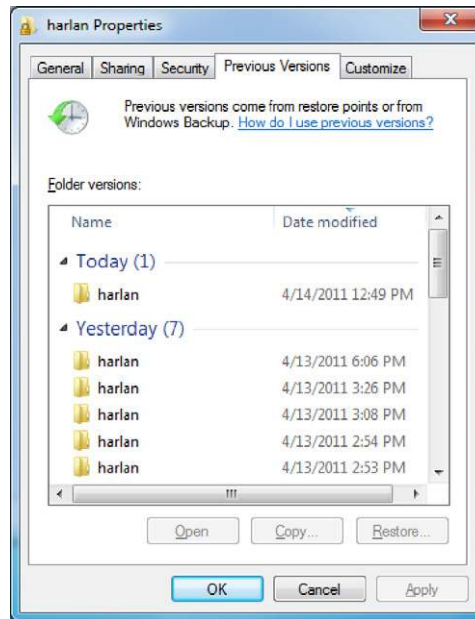 harlan Properties
General Sharing Security Previous Versions Customize
Previous versions come from restore points or from
Windows Backup. How do I use previous versions?
Folder versions:
Name Date modified
Today (1)
harlan 4/14/2011 12:49 PM
Yesterday (7)
harlan 4/13/2011 6:06 PM
harlan 4/13/2011 3:26 PM
harlan 4/13/2011 3:08 PM
harlan 4/13/2011 2:54 PM
harlan 4/13/2011 2:53 PM
Open Copy... Restore...
OK Cancel Apply